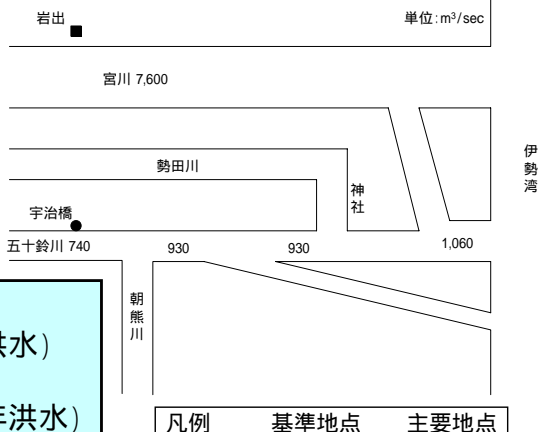 岩出
単位:m³/sec
宮川 7,600
伊勢湾
勢田川
神社
宇治橋
五十鈴川 740
930
930
1,060
朝熊川
洪水)
年洪水)
凡例 基準地点 主要地点